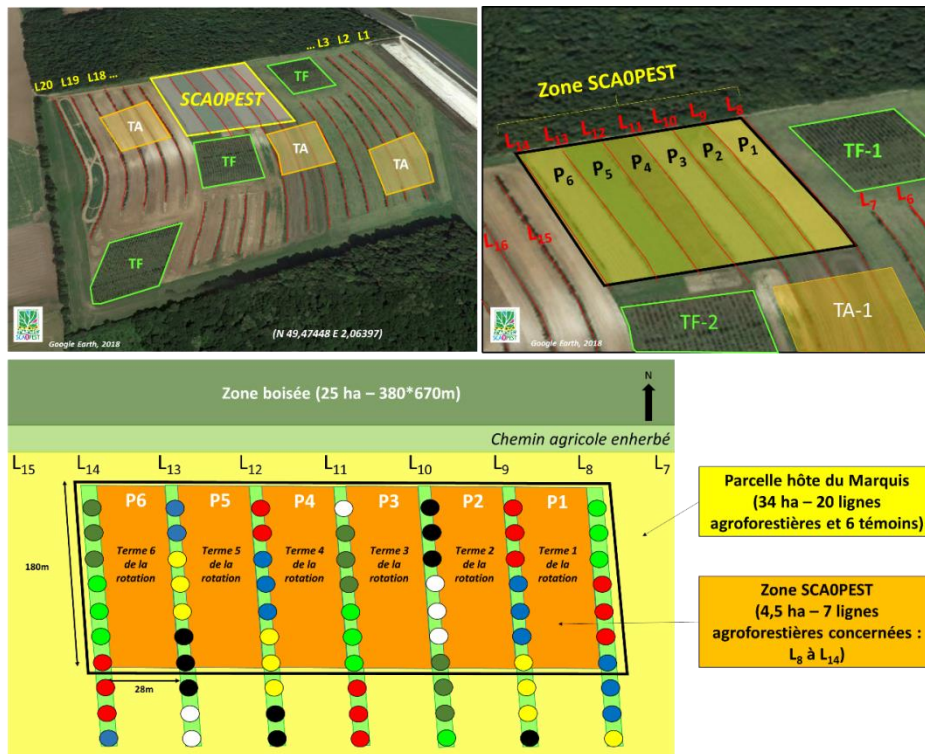 ... L3 L2 L1
L20 L19 L18 ...
SCA0PEST
TF
TA
TF
TA
TA
TF
SCA0PEST
Google Earth, 2018
(N 49,47448 E 2,06397)
Zone SCA0PEST
L14 L13 L12 L11 L10 L9 L8
P6 P5 P4 P3 P2 P1
TF-1
L7 L6
L16 L15
TF-2
TA-1
SCA0PEST
Google Earth, 2018
Zone boisée (25 ha – 380*670m)
N
Chemin agricole enherbé
L15 L14 L13 L12 L11 L10 L9 L8 L7
P6 P5 P4 P3 P2 P1
Terme 6 de la rotation
Terme 5 de la rotation
Terme 4 de la rotation
Terme 3 de la rotation
Terme 2 de la rotation
Terme 1 de la rotation
180m
28m
Parcelle hôte du Marquis
(34 ha – 20 lignes
agroforestières et 6 témoins)
Zone SCA0PEST
(4,5 ha – 7 lignes
agroforestières concernées :
L8 à L14)